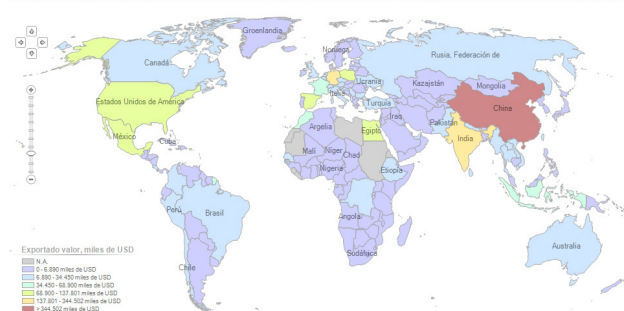 Groenlandia
Noruega
Canadá
Rusia, Federación de
Ucrania
Kazajstán
Mongolia
Italia
Turquía
China
Estados Unidos de América
Iraq
Pakistán
Argelia
Egipto
India
México
Cuba
Malí
Níger
Chad
Nigeria
Etiopía
Perú
Brasil
Angola
Australia
Sudáfrica
Chile
Exportado valor, miles de USD
N.A.
0 - 6.890 miles de USD
6.890 - 34.450 miles de USD
34.450 - 68.900 miles de USD
68.900 - 137.801 miles de USD
137.801 - 344.502 miles de USD
> 344.502 miles de USD